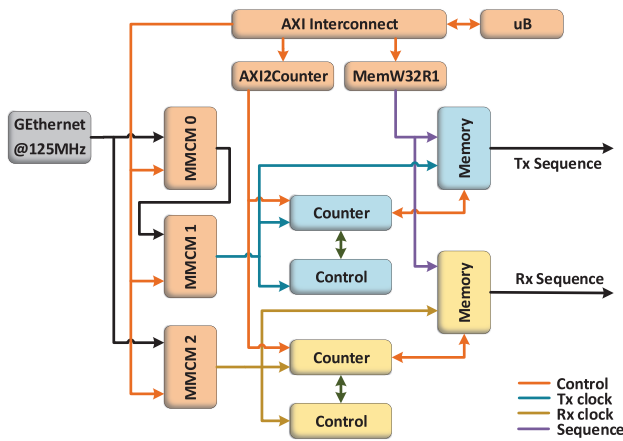 AXI Interconnect
uB
AXI2Counter
MemW32R1
GEthernet
@125MHz
MMCM 0
Memory
Tx Sequence
Counter
MMCM 1
Control
Memory
Rx Sequence
MMCM 2
Counter
Control
Control
Tx clock
Rx clock
Sequence